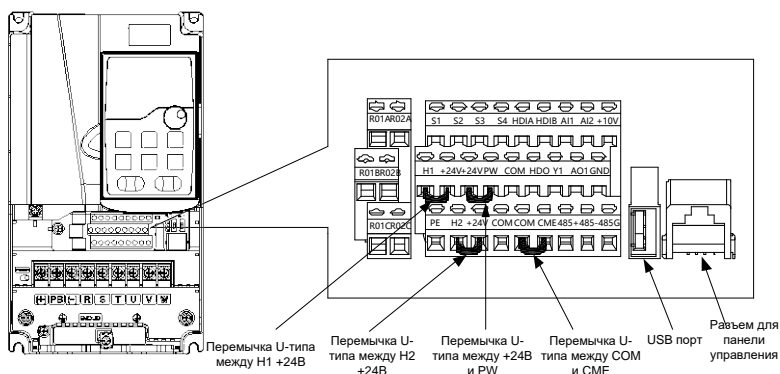 R01A R02A
S1 S2 S3 S4 HDIA HDIB AI1 AI2 +10V
R01B R02B
H1 +24V +24V PW COM HDO Y1 AO1 GND
R01C R02C
PE H2 +24V COM COM CME 485+ 485- 485G
(+) PB (-) R S T U V W
Перемычка U-типа
между H1 +24В
Перемычка U-
типа между H2
+24В
Перемычка U-
типа между +24В
и PW
Перемычка U-
типа между COM
и CME
USB порт
Разъем для
панели
управления